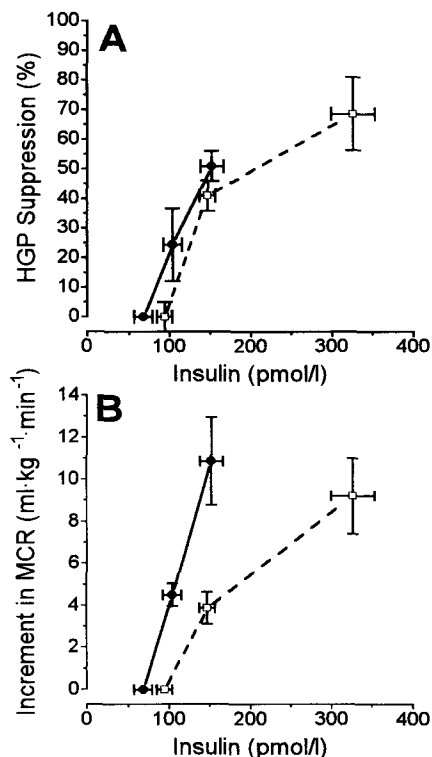 A
HGP Suppression (%)
100
90
80
70
60
50
40
30
20
10
0
0 100 200 300 400
Insulin (pmol/l)
B
Increment in MCR (ml·kg⁻¹·min⁻¹)
14
12
10
8
6
4
2
0
0 100 200 300 400
Insulin (pmol/l)